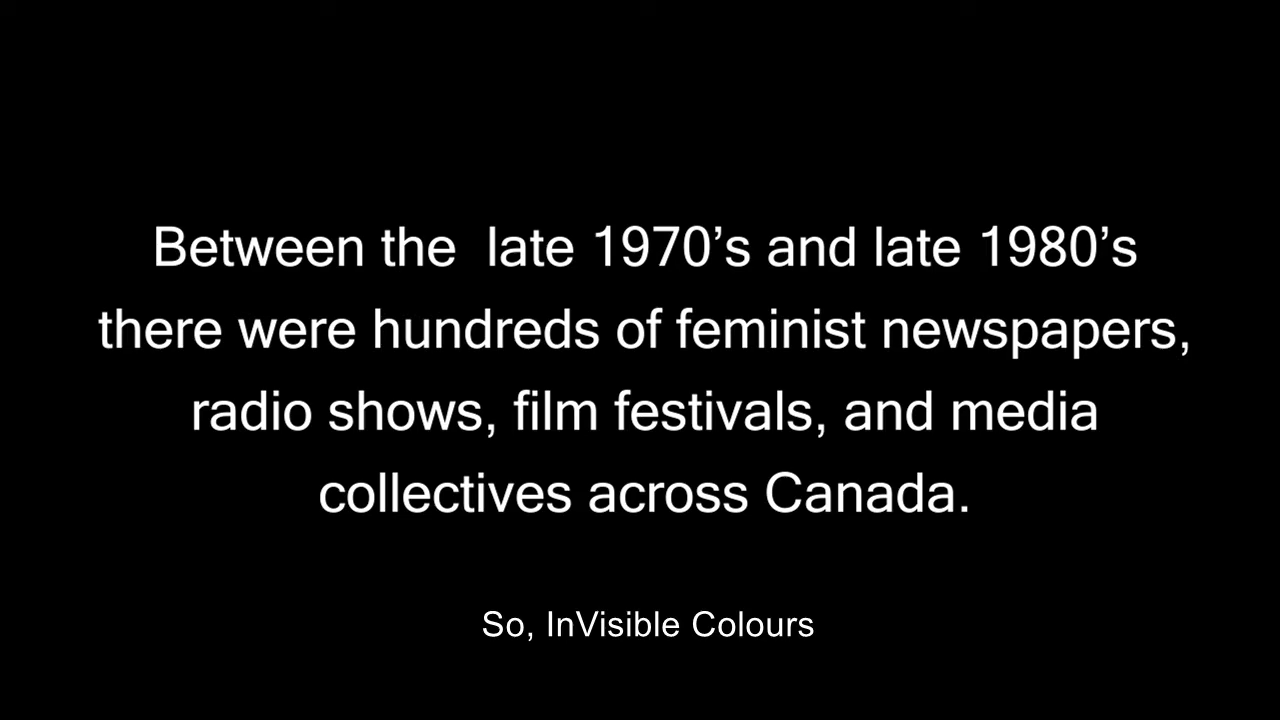 Between the  late 1970’s and late 1980’s
there were hundreds of feminist newspapers,
radio shows, film festivals, and media
collectives across Canada.
So, InVisible Colours